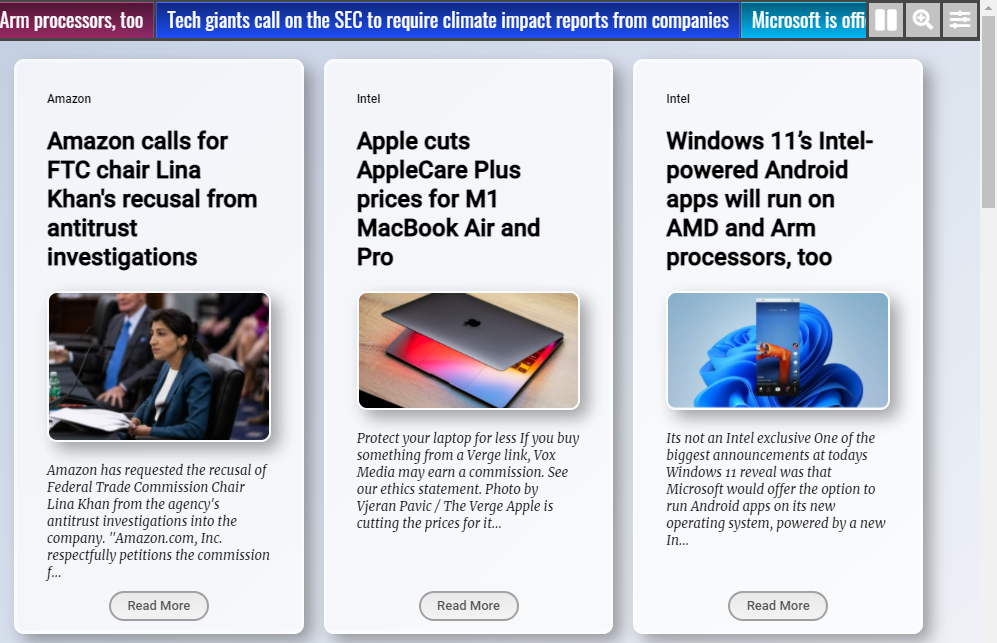 Arm processors, too
Tech giants call on the SEC to require climate impact reports from companies
Microsoft is offi
Amazon
Amazon calls for
FTC chair Lina
Khan's recusal from
antitrust
investigations
Amazon has requested the recusal of
Federal Trade Commission Chair
Lina Khan from the agency's
antitrust investigations into the
company. "Amazon.com, Inc.
respectfully petitions the commission
f...
Read More
Intel
Apple cuts
AppleCare Plus
prices for M1
MacBook Air and
Pro
Protect your laptop for less If you buy
something from a Verge link, Vox
Media may earn a commission. See
our ethics statement. Photo by
Vjeran Pavic / The Verge Apple is
cutting the prices for it...
Read More
Intel
Windows 11’s Intel-
powered Android
apps will run on
AMD and Arm
processors, too
Its not an Intel exclusive One of the
biggest announcements at todays
Windows 11 reveal was that
Microsoft would offer the option to
run Android apps on its new
operating system, powered by a new
In...
Read More